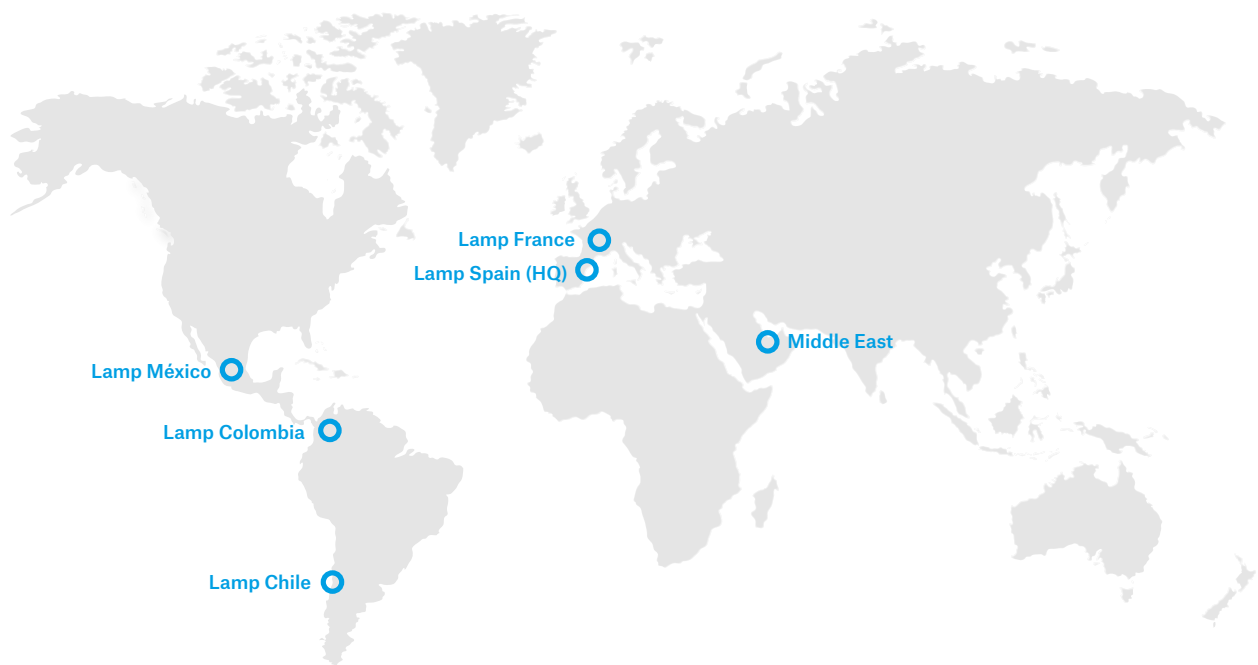 Lamp France
Lamp Spain (HQ)
Middle East
Lamp México
Lamp Colombia
Lamp Chile